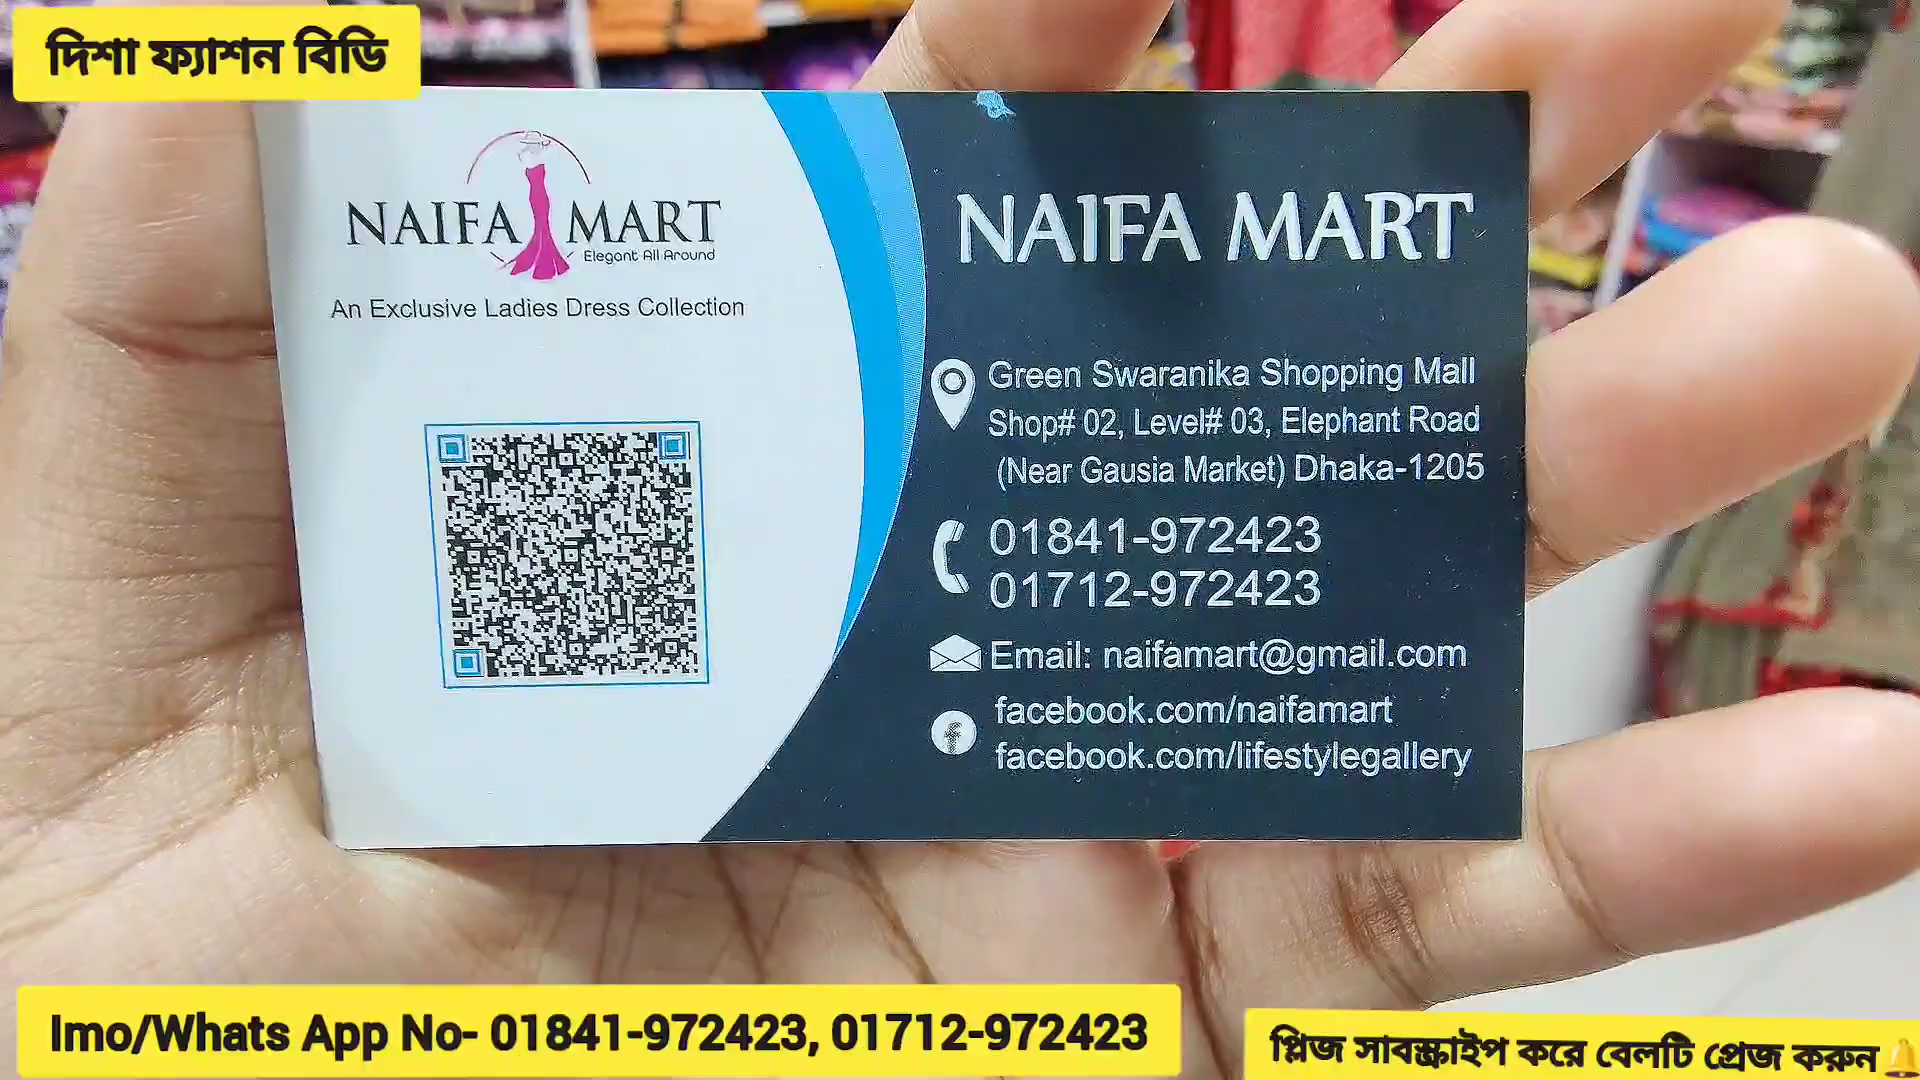 দিশা ফ্যাশন বিডি
NAIFA MART
Elegant All Around
An Exclusive Ladies Dress Collection
NAIFA MART
Green Swaranika Shopping Mall
Shop# 02, Level# 03, Elephant Road
(Near Gausia Market) Dhaka-1205
01841-972423
01712-972423
Email: naifamart@gmail.com
facebook.com/naifamart
facebook.com/lifestylegallery
Imo/Whats App No- 01841-972423, 01712-972423
প্লিজ সাবস্ক্রাইপ করে বেলটি প্রেজ করুন🔔